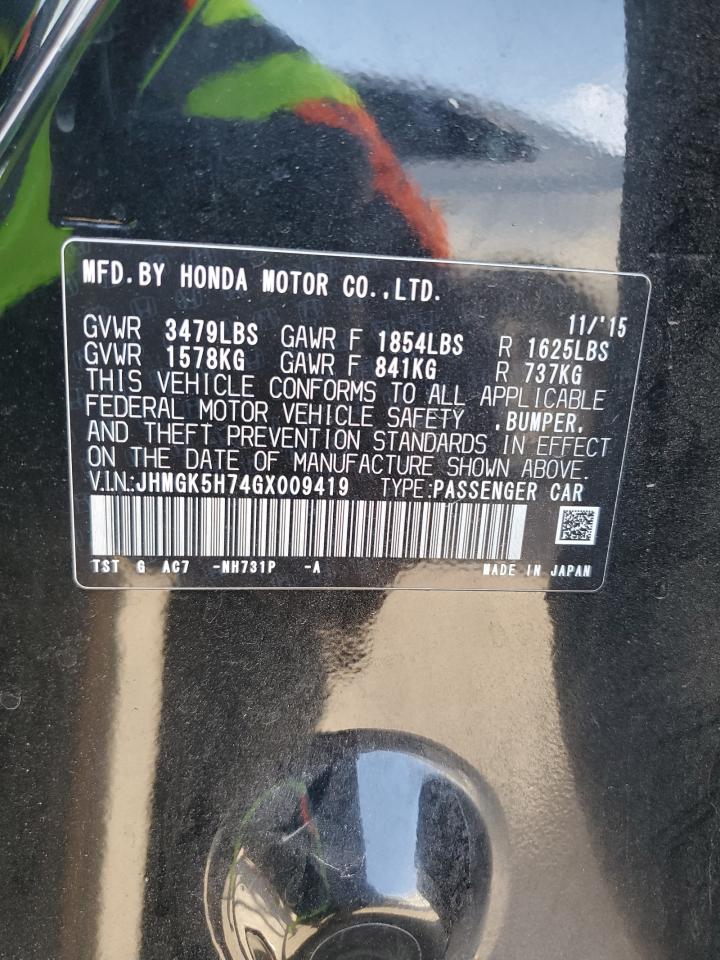 MFD. BY HONDA MOTOR CO.,LTD.
11/'15
GVWR 3479LBS GAWR F 1854LBS R 1625LBS
GVWR 1578KG GAWR F 841KG R 737KG
THIS VEHICLE CONFORMS TO ALL APPLICABLE
FEDERAL MOTOR VEHICLE SAFETY ,BUMPER,
AND THEFT PREVENTION STANDARDS IN EFFECT
ON THE DATE OF MANUFACTURE SHOWN ABOVE.
V.I.N.:JHMGK5H74GX009419 TYPE:PASSENGER CAR
TST G AC7 -NH731P -A MADE IN JAPAN